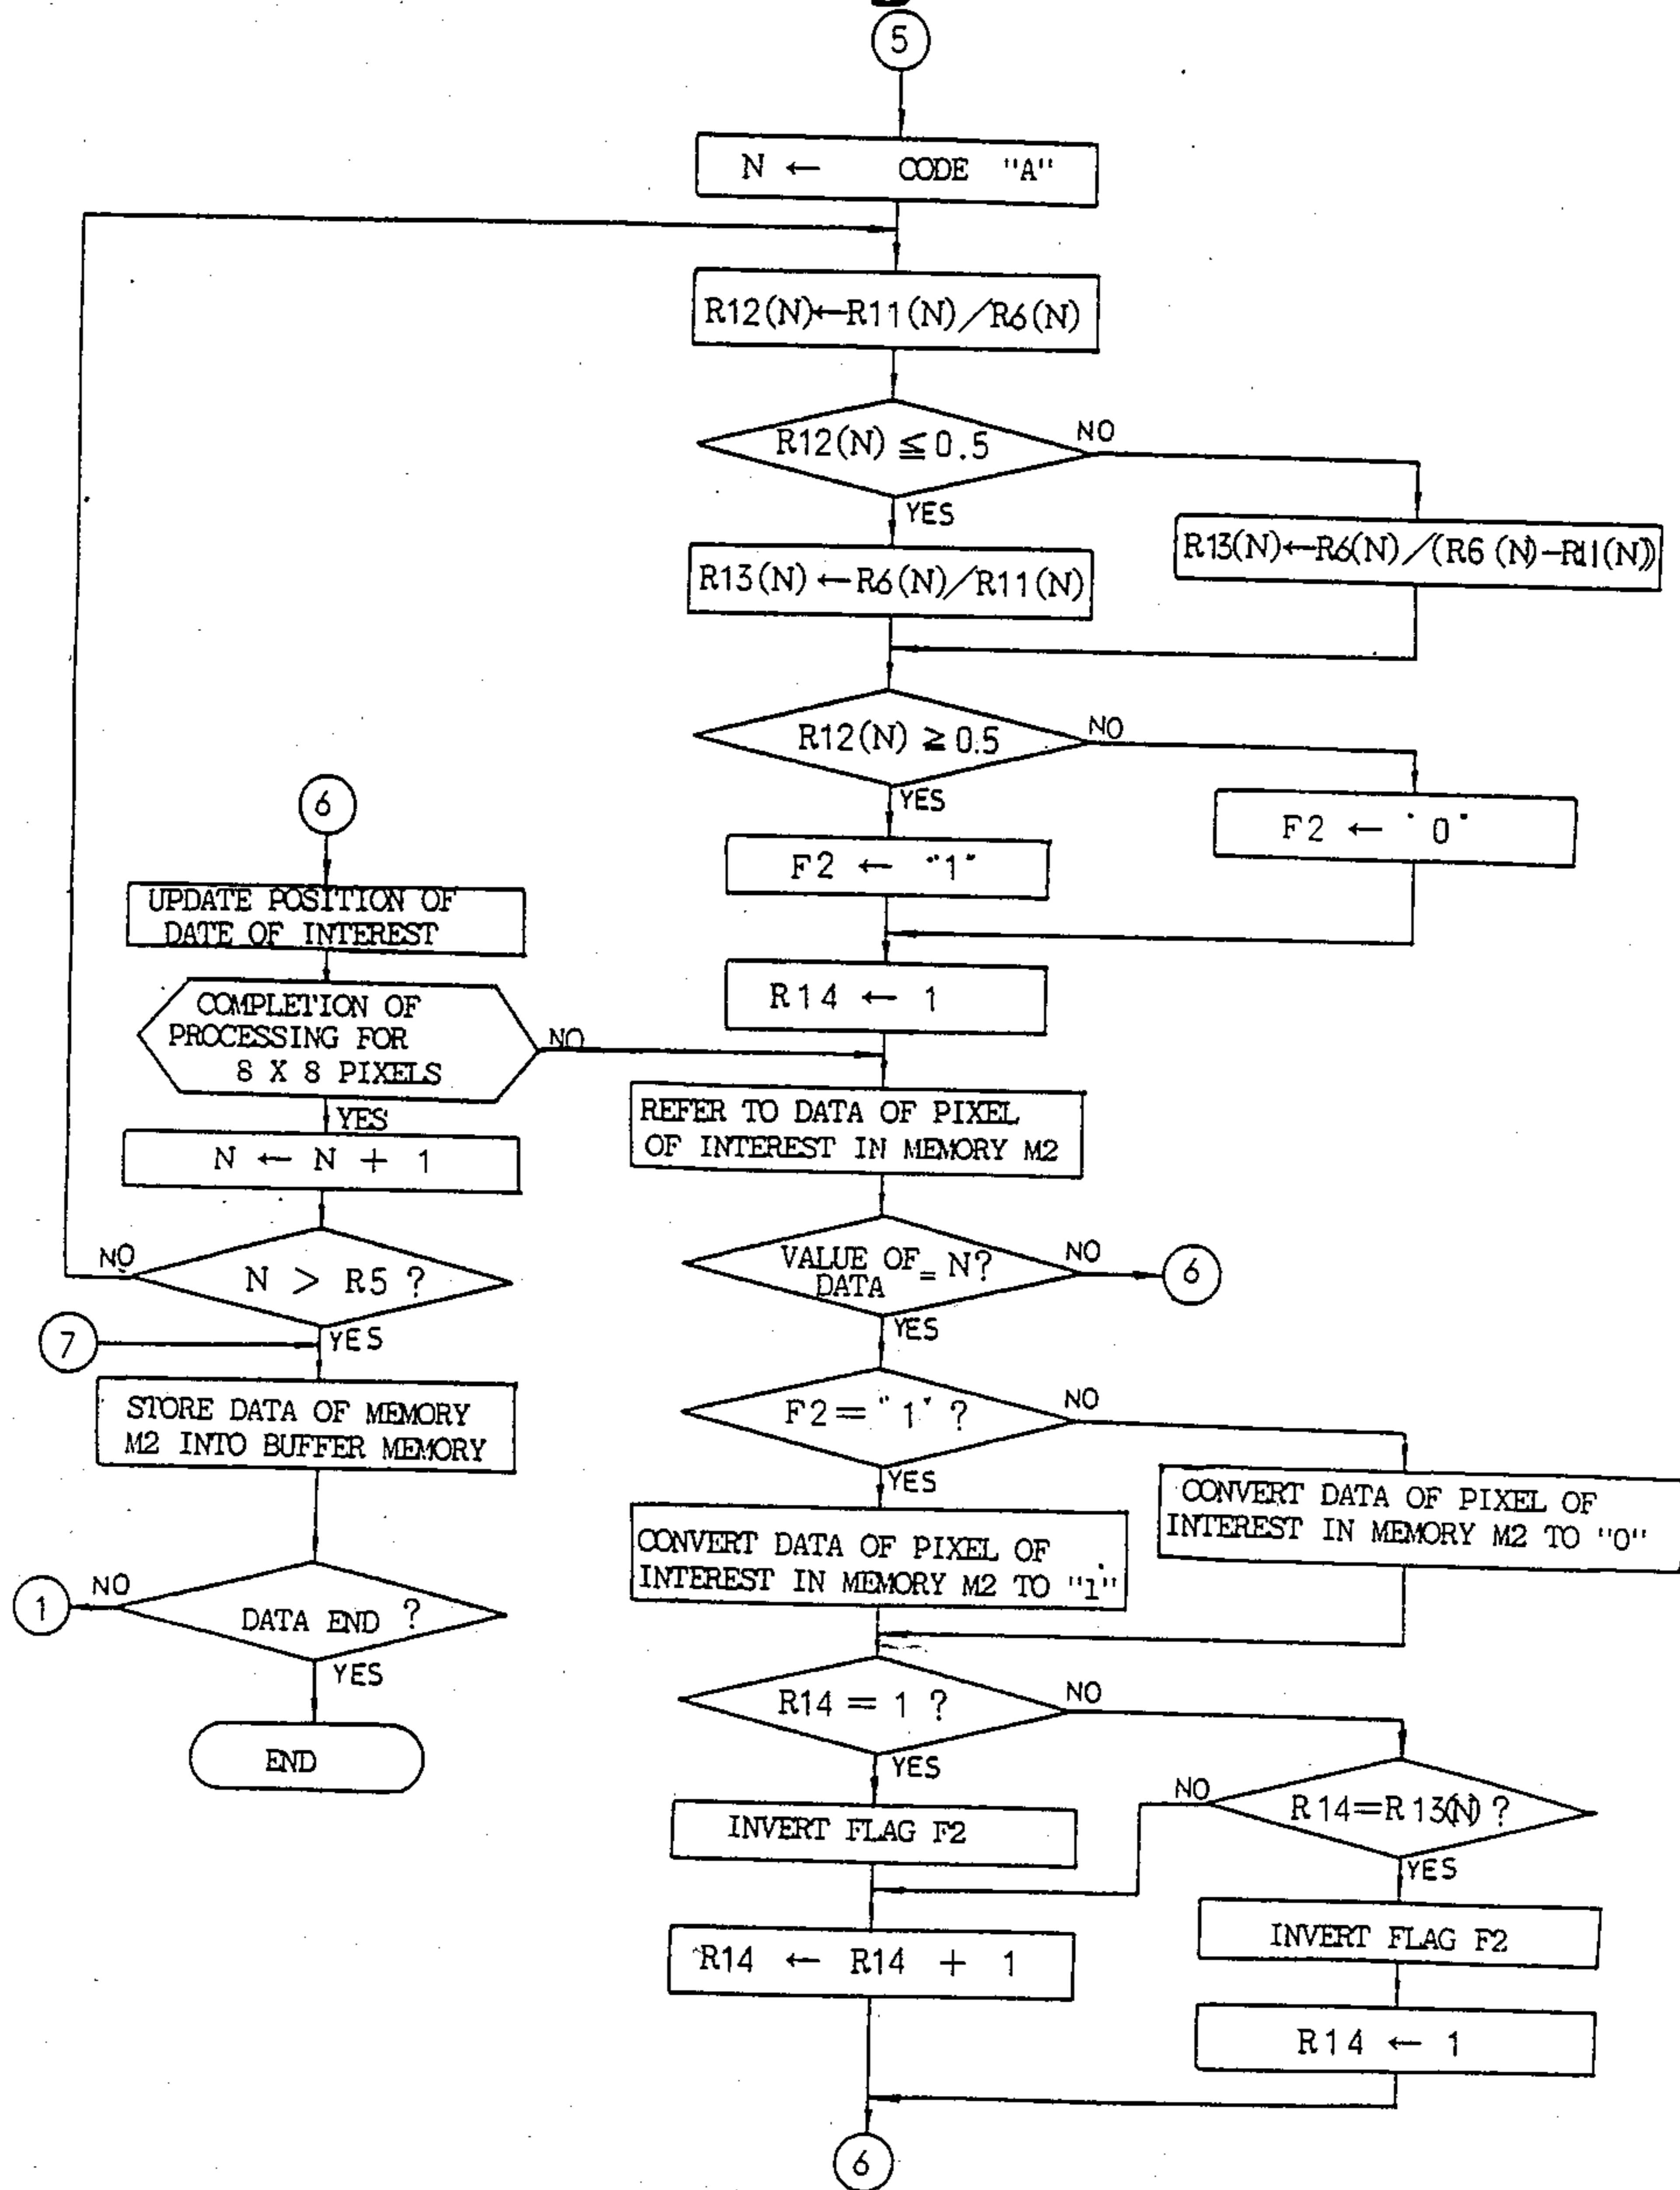 5
N ← CODE "A"
R12(N)←R11(N)/R6(N)
R12(N) ≦ 0.5
NO
YES
R13(N)←R6(N)/(R6(N)-R11(N))
R13(N)←R6(N)/R11(N)
R12(N) ≥ 0.5
NO
YES
F2 ← "0"
F2 ← "1"
R14 ← 1
6
UPDATE POSITION OF
DATE OF INTEREST
COMPLETION OF
PROCESSING FOR
8 X 8 PIXELS
NO
YES
N ← N + 1
N > R5 ?
NO
YES
7
STORE DATA OF MEMORY
M2 INTO BUFFER MEMORY
DATA END ?
NO
1
YES
END
REFER TO DATA OF PIXEL
OF INTEREST IN MEMORY M2
VALUE OF = N?
DATA
NO
6
YES
F2="1" ?
NO
YES
CONVERT DATA OF PIXEL OF
INTEREST IN MEMORY M2 TO "0"
CONVERT DATA OF PIXEL OF
INTEREST IN MEMORY M2 TO "1"
R14 = 1 ?
NO
YES
R14=R13(N) ?
NO
YES
INVERT FLAG F2
INVERT FLAG F2
R14 ← R14 + 1
R14 ← 1
6